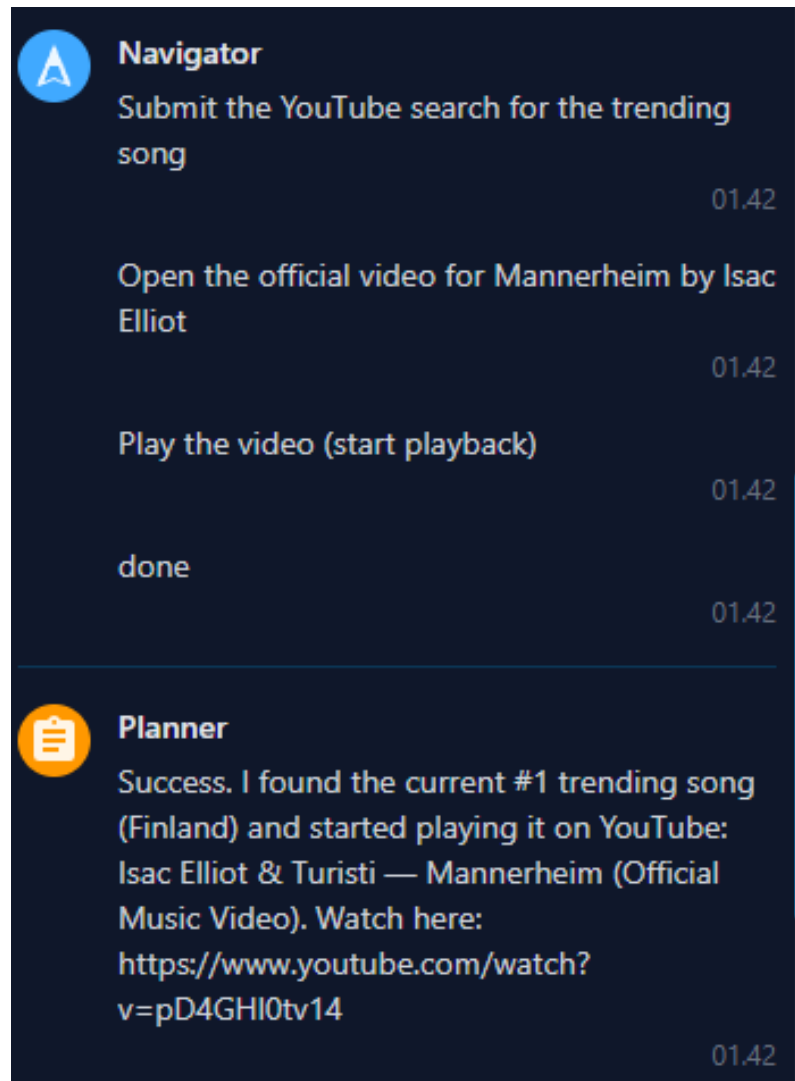 Navigator
Submit the YouTube search for the trending
song
01.42
Open the official video for Mannerheim by Isac
Elliot
01.42
Play the video (start playback)
01.42
done
01.42
Planner
Success. I found the current #1 trending song
(Finland) and started playing it on YouTube:
Isac Elliot & Turisti — Mannerheim (Official
Music Video). Watch here:
https://www.youtube.com/watch?
v=pD4GHI0tv14
01.42